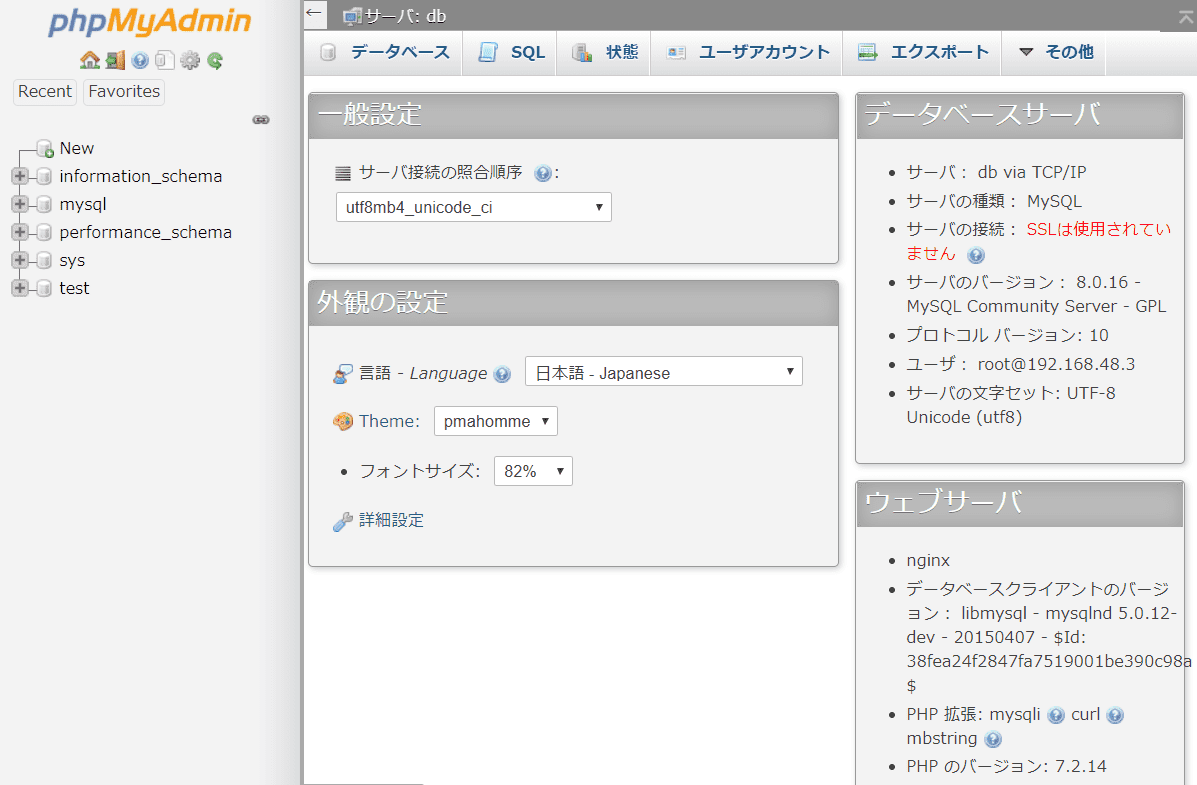 phpMyAdmin
Recent Favorites
New
information_schema
mysql
performance_schema
sys
test
サーバ: db
データベース SQL 状態 ユーザアカウント エクスポート その他
一般設定
サーバ接続の照合順序 :
utf8mb4_unicode_ci
外観の設定
言語 - Language 日本語 - Japanese
Theme: pmahomme
フォントサイズ: 82%
詳細設定
データベースサーバ
サーバ： db via TCP/IP
サーバの種類： MySQL
サーバの接続： SSLは使用されてい
ません
サーバのバージョン： 8.0.16 -
MySQL Community Server - GPL
プロトコル バージョン: 10
ユーザ： root@192.168.48.3
サーバの文字セット: UTF-8
Unicode (utf8)
ウェブサーバ
nginx
データベースクライアントのバージ
ョン： libmysql - mysqlnd 5.0.12-
dev - 20150407 - $Id:
38fea24f2847fa7519001be390c98a
$
PHP 拡張: mysqli curl
mbstring
PHP のバージョン: 7.2.14